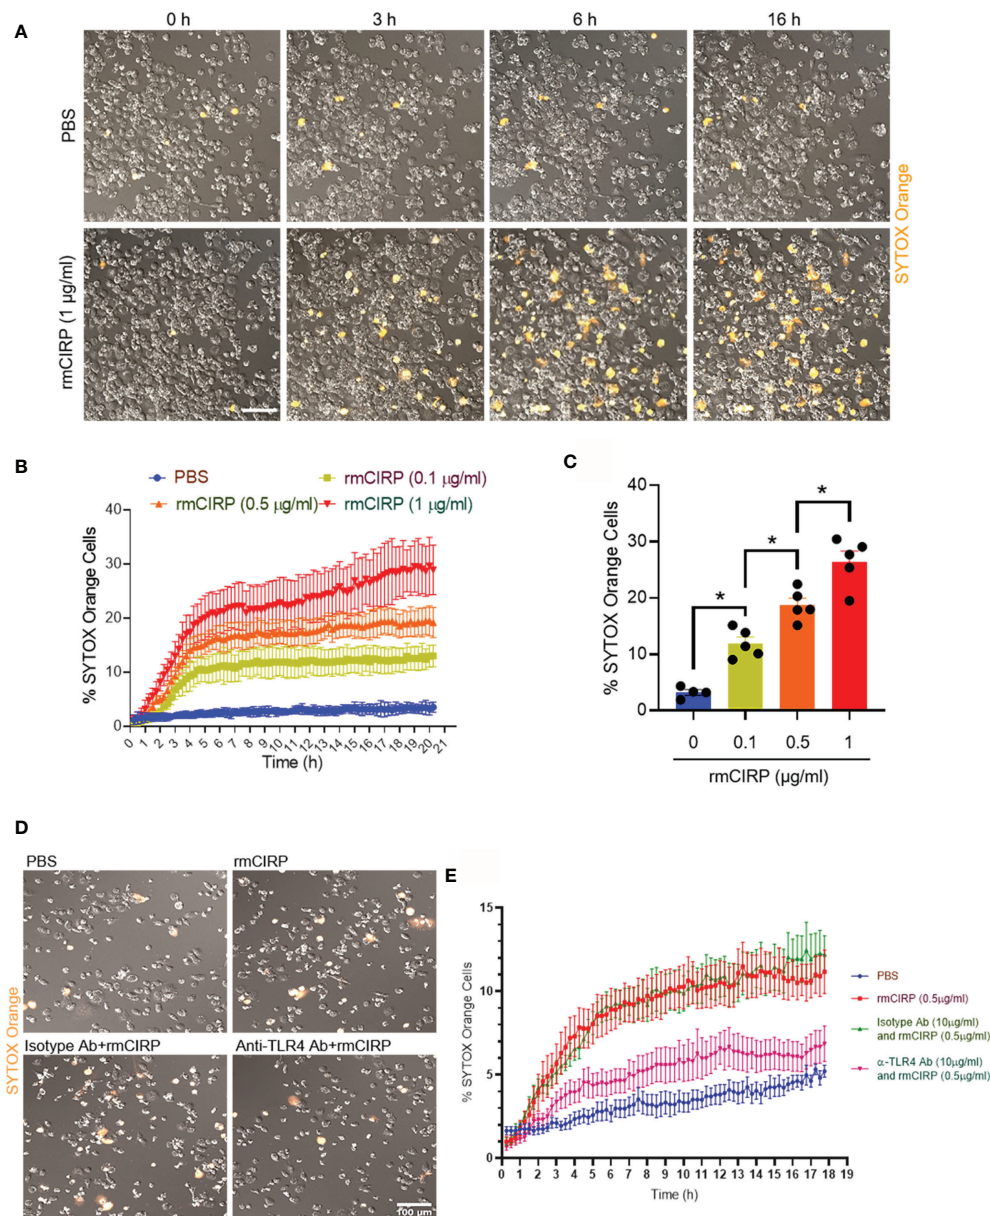 A
0 h 3 h 6 h 16 h
PBS
rmCIRP (1 µg/ml)
SYTOX Orange
B
PBS rmCIRP (0.1 µg/ml)
rmCIRP (0.5 µg/ml) rmCIRP (1 µg/ml)
% SYTOX Orange Cells
40
30
20
10
0
0 1 2 3 4 5 6 7 8 9 10 11 12 13 14 15 16 17 18 19 20 21
Time (h)
C
% SYTOX Orange Cells
40
30
20
10
0
*
*
*
0 0.1 0.5 1
rmCIRP (µg/ml)
D
PBS rmCIRP
Isotype Ab+rmCIRP Anti-TLR4 Ab+rmCIRP
SYTOX Orange
100 µm
E
% SYTOX Orange Cells
15
10
5
0
0 1 2 3 4 5 6 7 8 9 10 11 12 13 14 15 16 17 18 19
Time (h)
PBS
rmCIRP (0.5µg/ml)
Isotype Ab (10µg/ml)
and rmCIRP (0.5µg/ml)
α-TLR4 Ab (10µg/ml)
and rmCIRP (0.5µg/ml)